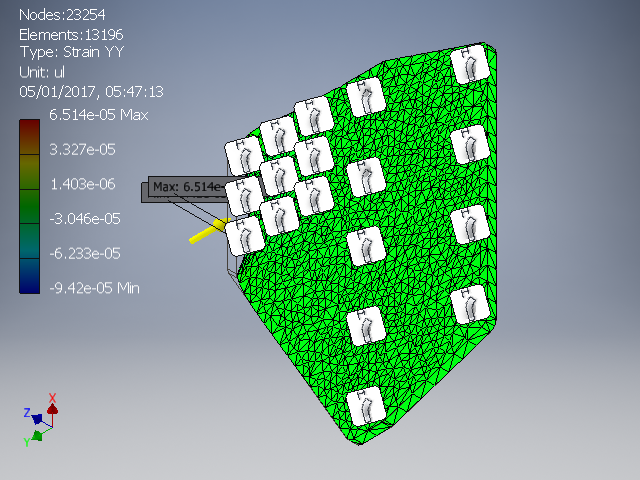 Nodes:23254
Elements:13196
Type: Strain YY
Unit: ul
05/01/2017, 05:47:13
6.514e-05 Max
3.327e-05
1.403e-06
-3.046e-05
-6.233e-05
-9.42e-05 Min
Max: 6.514e-
X
Z
Y